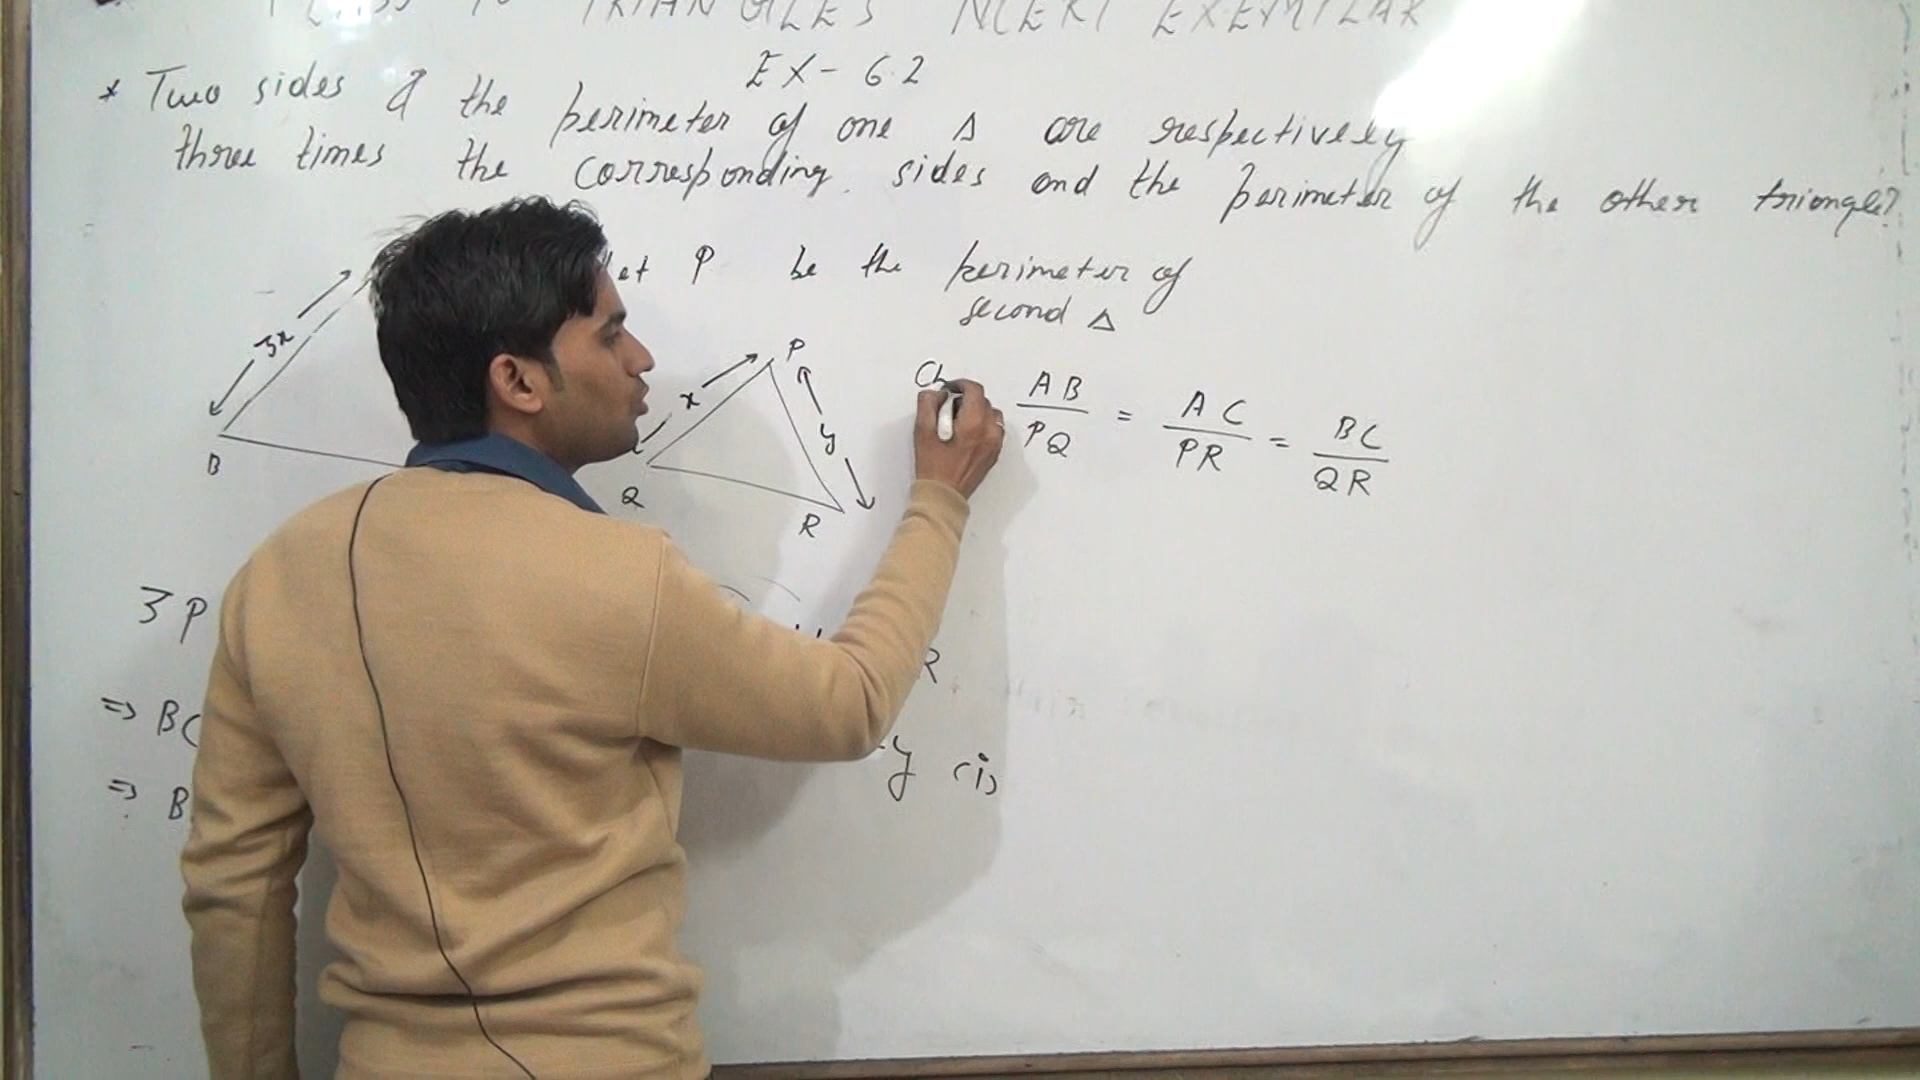 TRIANGLES NCERT EXEMPLAR
EX- 6.2
* Two sides & the perimeter of one Δ are respectively
three times the corresponding sides and the perimeter of the other triangle?
let P be the perimeter of
second Δ
3x
B
x
P
y
Q
R
Ch
AB/PQ = AC/PR = BC/QR
3P
R
=> BC
y (i)
=> B